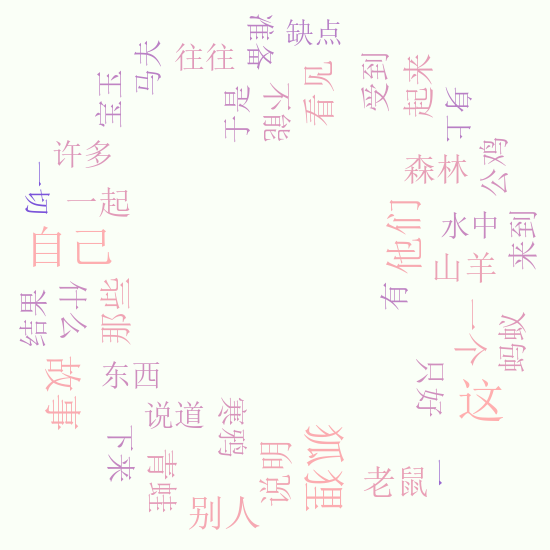 准备
缺点
马夫
往往
看见
受到
起来
宝玉
于是
不能
身上
公鸡
许多
森林
一切
一起
他们
水中
来到
自己
山羊
有
结果
什么
那些
一个
蚂蚁
故事
东西
只好
这
说道
寒鸦
下来
青蛙
说明
狐狸
老鼠
一
别人